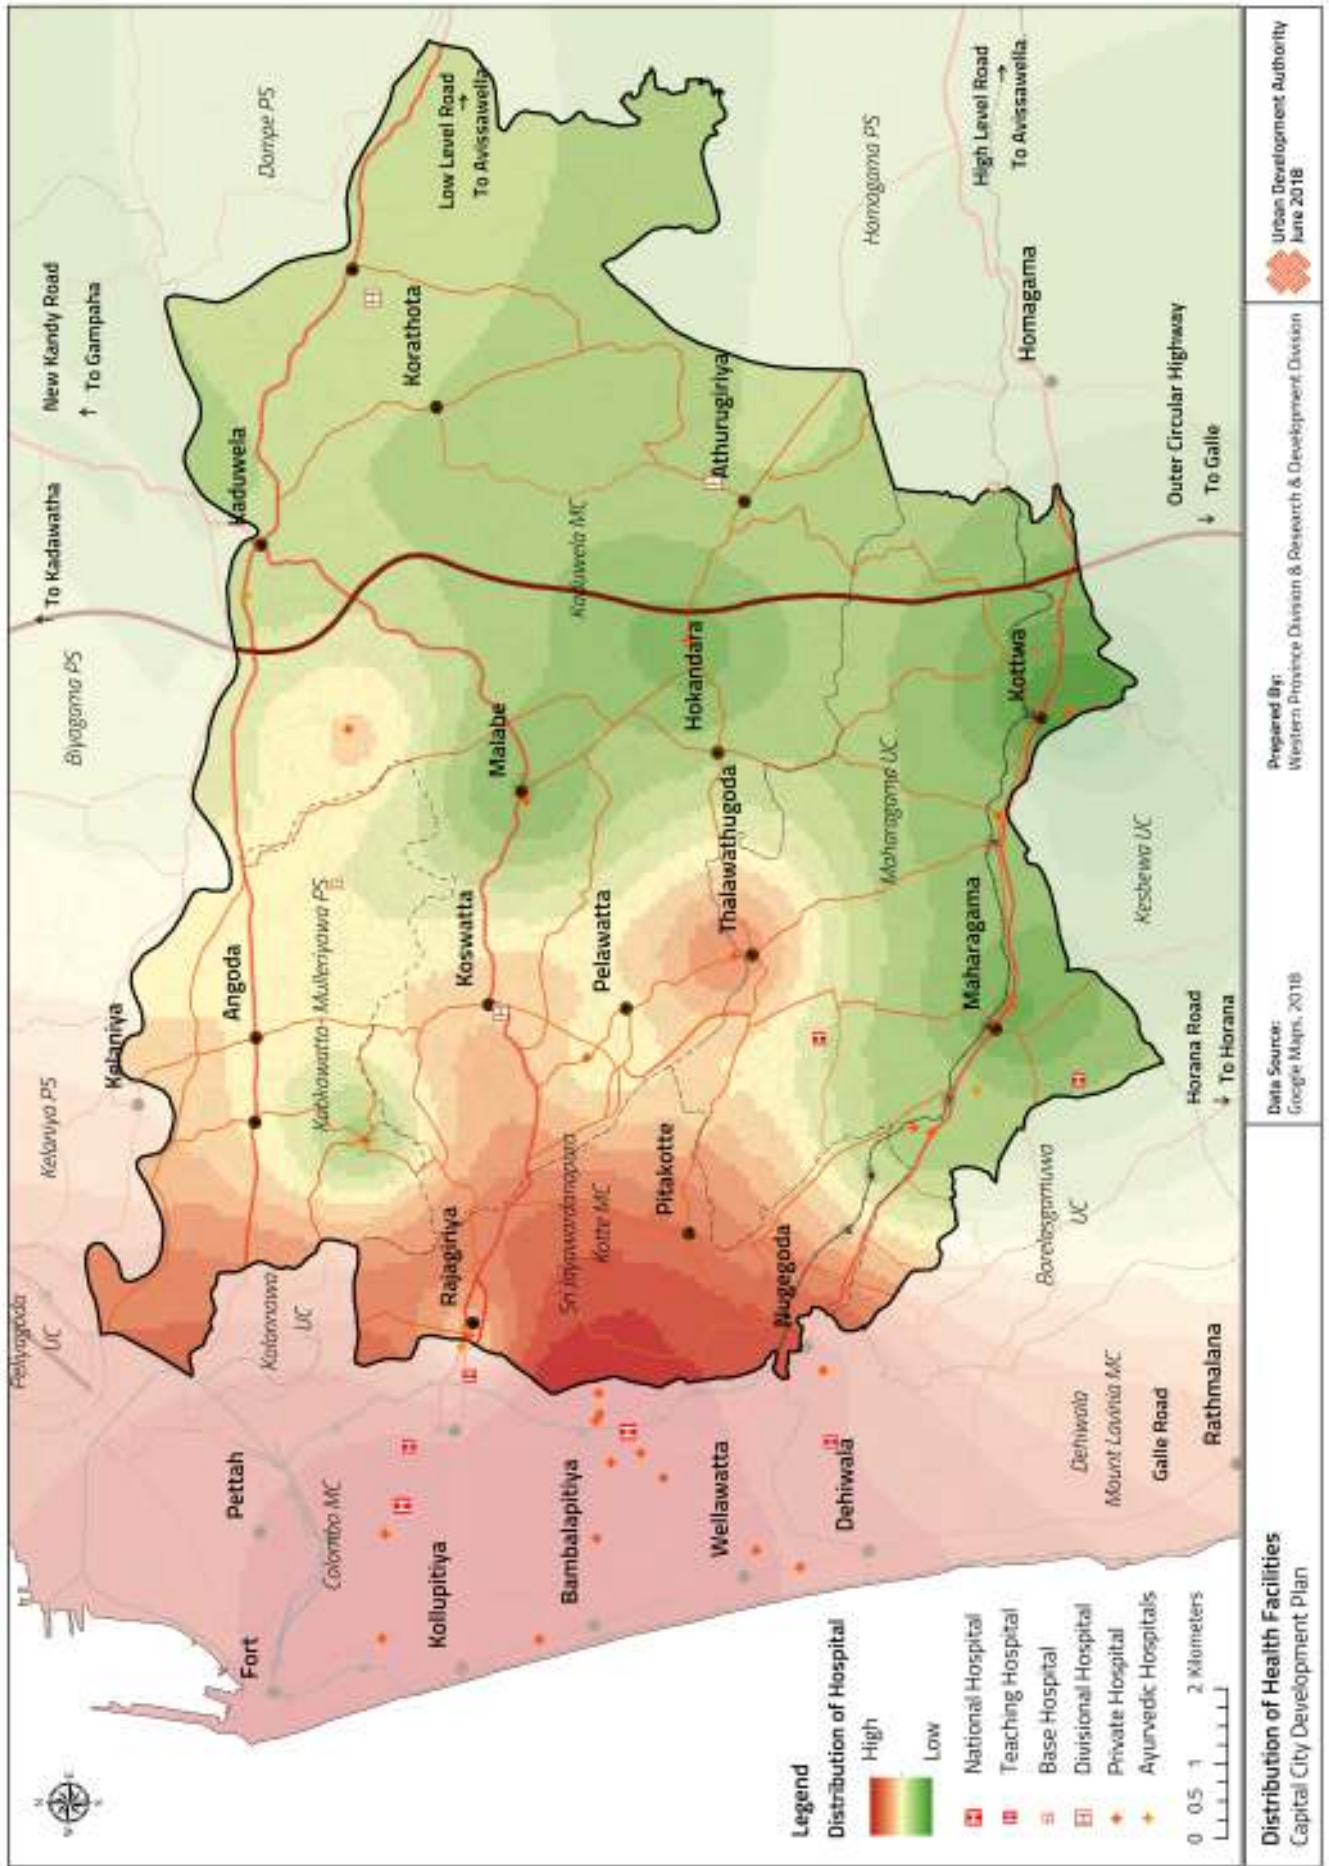 New Kandy Road
↑ To Gampaha
To Kadawatha
Peliyagoda
UC
Kelaniya PS
Biyagama PS
Dompe PS
Kelaniya
Kaduwela
Low Level Road
To Avissawella
Pettah
Fort
Kolonnawa
UC
Angoda
Kotikawatta- Mulleriyawa PS
Korathota
Colombo MC
Kollupitiya
Rajagiriya
Koswatta
Malabe
Kaduwela MC
Bambalapitiya
Sri Jayawardanapura
Kotte MC
Pelawatta
Pitakotte
Hokandara
Athurugiriya
Wellawatta
Nugegoda
Thalawathugoda
Homagama PS
Dehiwala
Maharagama UC
Maharagama
Kottwa
High Level Road
To Avissawella
Homagama
Dehiwala
Mount Lavinia MC
Galle Road
Rathmalana
Boralesgamuwa
UC
Kesbewa UC
Horana Road
↓ To Horana
Outer Circular Highway
↓ To Galle
Legend
Distribution of Hospital
High
Low
National Hospital
Teaching Hospital
Base Hospital
Divisional Hospital
Private Hospital
Ayurvedic Hospitals
0 0.5 1 2 Kilometers
Distribution of Health Facilities
Capital City Development Plan
Data Source:
Google Maps, 2018
Prepared By:
Western Province Division & Research & Development Division
Urban Development Authority
June 2018